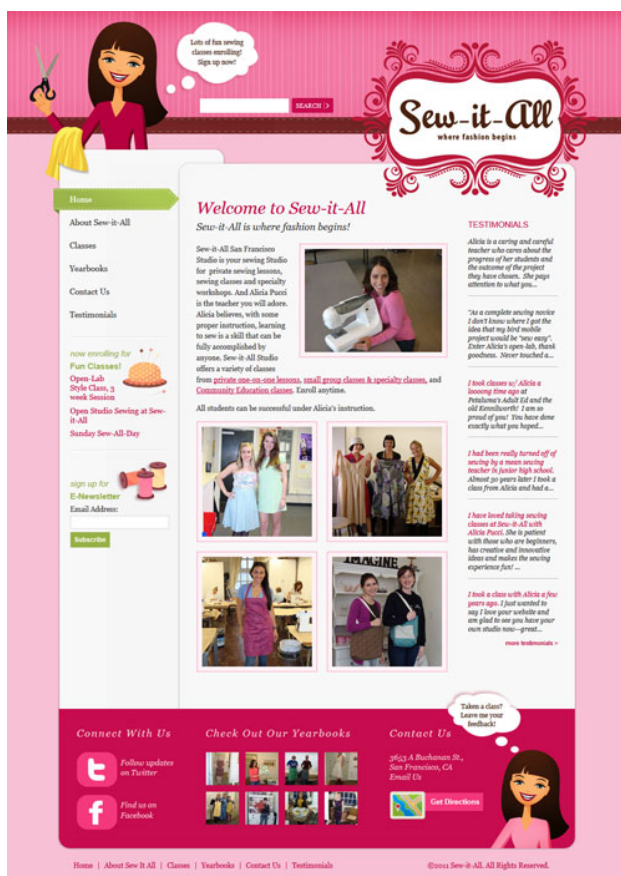 Lots of fun sewing
classes enrolling!
Sign up now!
SEARCH
Sew-it-All
where fashion begins
Home
About Sew-it-All
Classes
Yearbooks
Contact Us
Testimonials
now enrolling for
Fun Classes!
Open-Lab
Style Class, 3
week Session
Open Studio Sewing at Sew-
it-All
Sunday Sew-All-Day
sign up for
E-Newsletter
Email Address:
Subscribe
Welcome to Sew-it-All
Sew-it-All is where fashion begins!
Sew-it-All San Francisco
Studio is your sewing Studio
for private sewing lessons,
sewing classes and specialty
workshops. And Alicia Pucci
is the teacher you will adore.
Alicia believes, with some
proper instruction, learning
to sew is a skill that can be
fully accomplished by
anyone. Sew-it-All Studio
offers a variety of classes
from private one-on-one lessons, small group classes & specialty classes, and
Community Education classes. Enroll anytime.
All students can be successful under Alicia's instruction.
IMAGINE
TESTIMONIALS
Alicia is a caring and careful
teacher who cares about the
progress of her students and
the outcome of the project
they have chosen. She pays
attention to what you...
"As a complete sewing novice
I don't know where I got the
idea that my bird mobile
project would be "sew easy".
Enter Alicia's open-lab, thank
goodness. Never touched a...
I took classes w/ Alicia a
loooong time ago at
Petaluma's Adult Ed and the
old Kenilworth! I am so
proud of you! You have done
exactly what you hoped...
I had been really turned off of
sewing by a mean sewing
teacher in junior high school.
Almost 30 years later I took a
class from Alicia and had a...
I have loved taking sewing
classes at Sew-it-All with
Alicia Pucci. She is patient
with those who are beginners,
has creative and innovative
ideas and makes the sewing
experience fun! ...
I took a class with Alicia a few
years ago. I just wanted to
say I love your website and
am glad to see you have your
own studio now—great...
more testimonials »
Connect With Us
Follow updates
on Twitter
Find us on
Facebook
Check Out Our Yearbooks
Contact Us
3653 A Buchanan St.,
San Francisco, CA
Email Us
Get Directions
Taken a class?
Leave me your
feedback!
Home | About Sew It All | Classes | Yearbooks | Contact Us | Testimonials
©2011 Sew-it-All. All Rights Reserved.